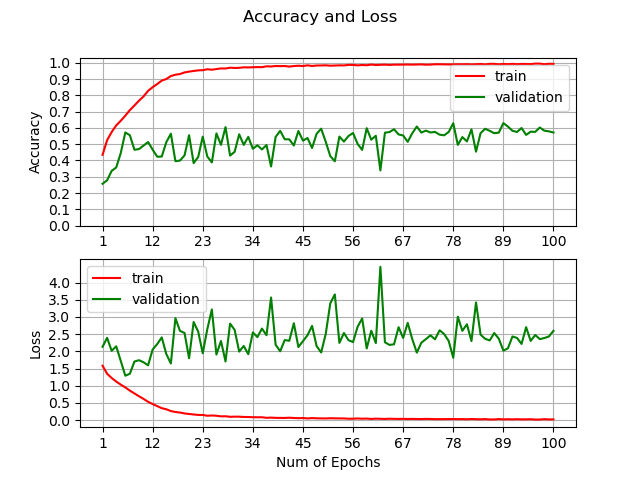 Accuracy and Loss
Accuracy
1.0
0.9
0.8
0.7
0.6
0.5
0.4
0.3
0.2
0.1
0.0
train
validation
1 12 23 34 45 56 67 78 89 100
Loss
4.0
3.5
3.0
2.5
2.0
1.5
1.0
0.5
0.0
train
validation
1 12 23 34 45 56 67 78 89 100
Num of Epochs